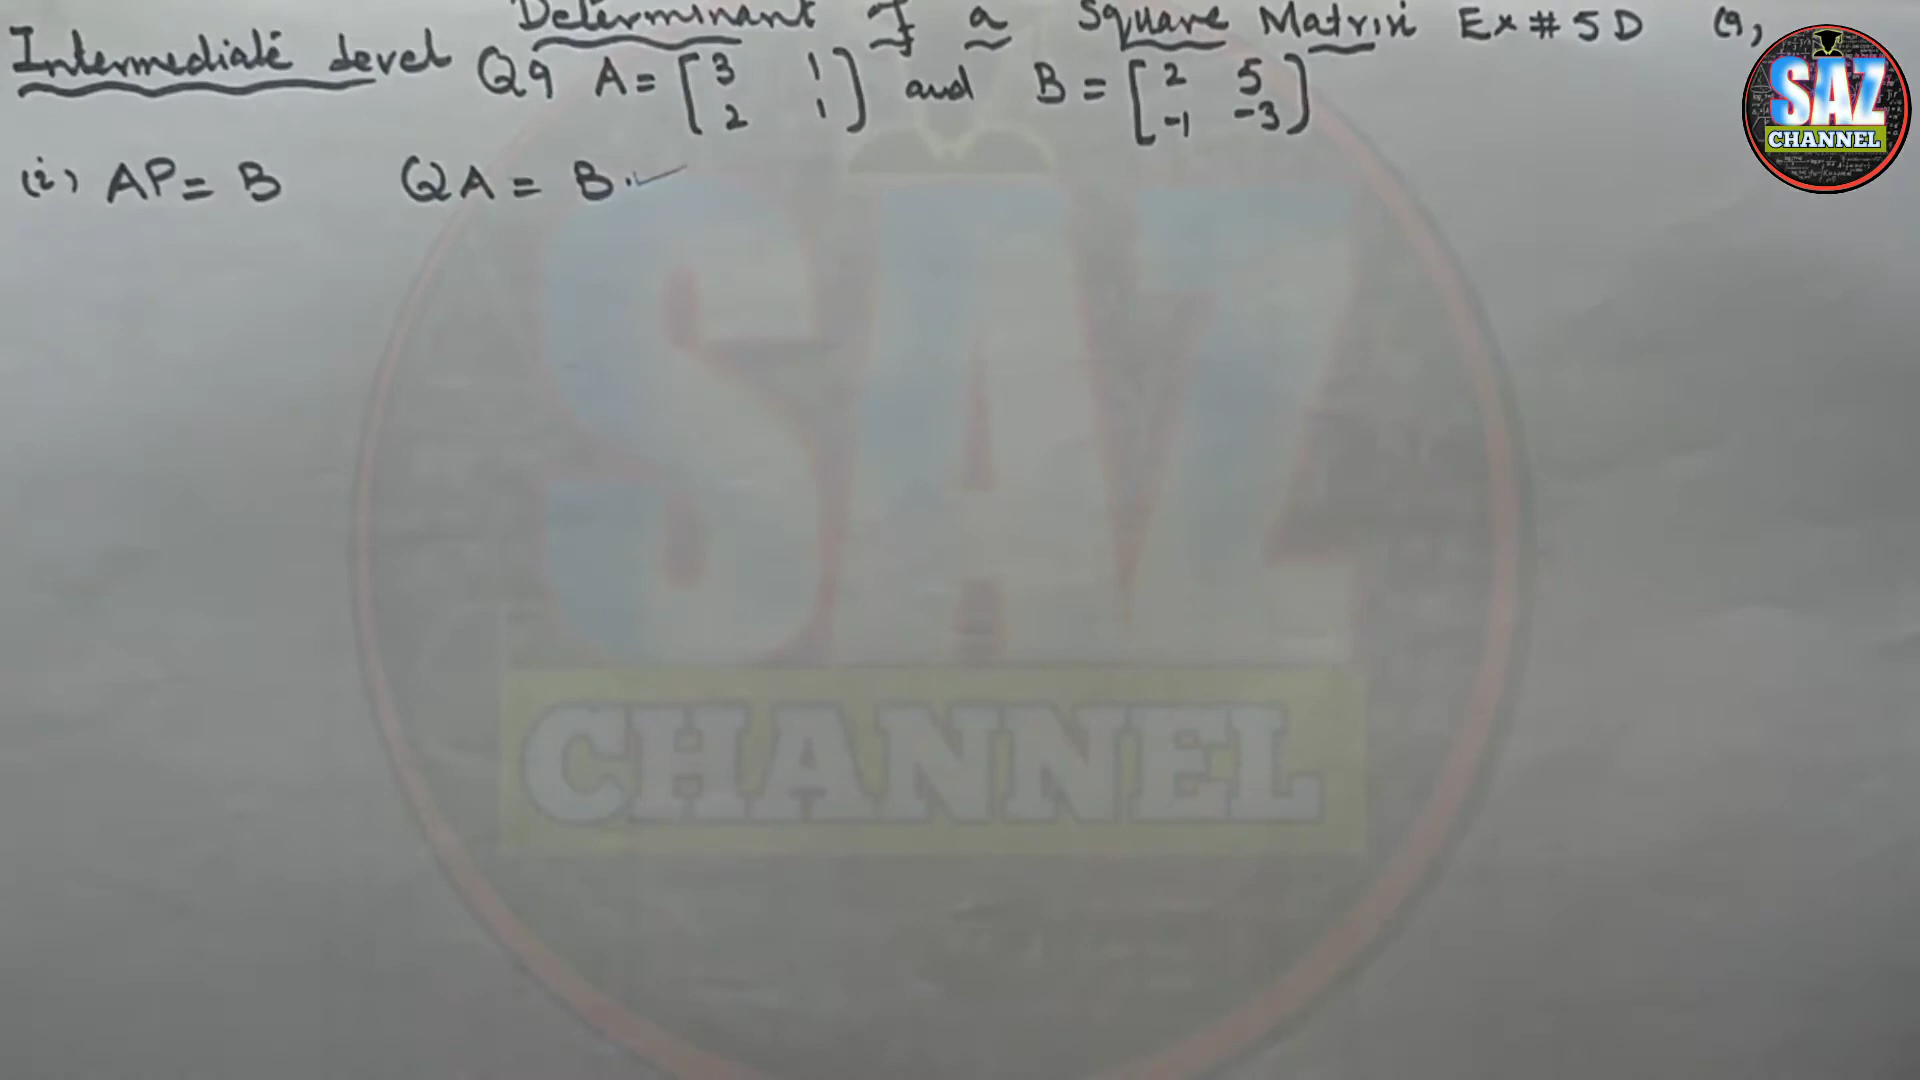 Determinant of a Square Matrix Ex # 5D (9,
Intermediate level Q9 A = [3 1 and B = [2 5
2 1] -1 -3]
(i) AP = B QA = B.
SAZ
CHANNEL
SAZ
CHANNEL